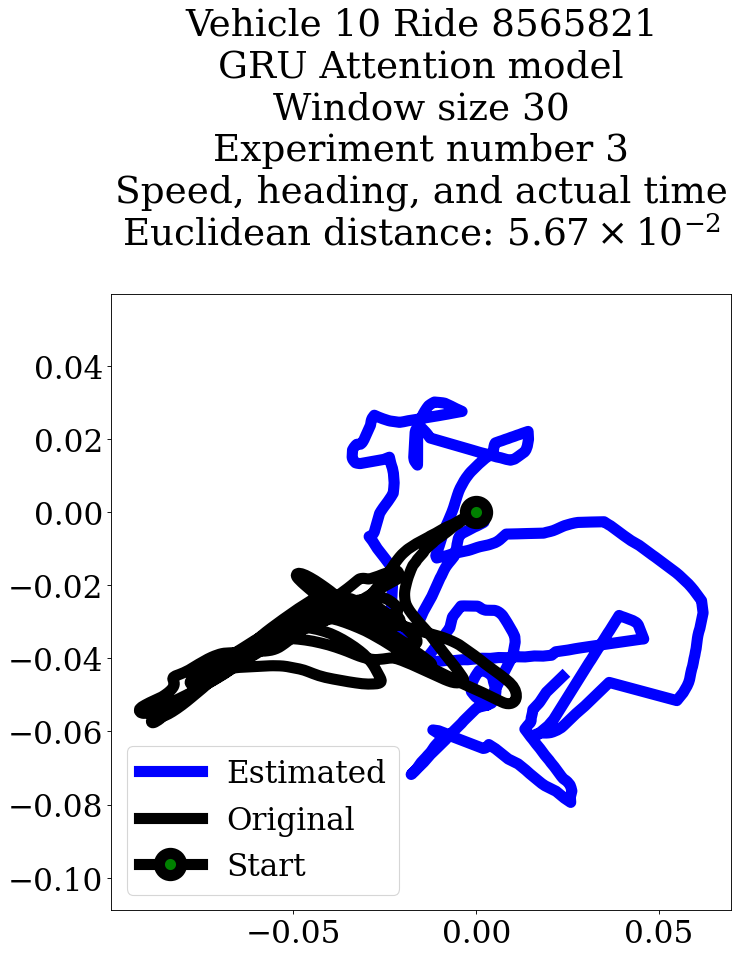 Vehicle 10 Ride 8565821
GRU Attention model
Window size 30
Experiment number 3
Speed, heading, and actual time
Euclidean distance: 5.67 × 10⁻²
0.04
0.02
0.00
−0.02
−0.04
−0.06
−0.08
−0.10
Estimated
Original
Start
−0.05
0.00
0.05